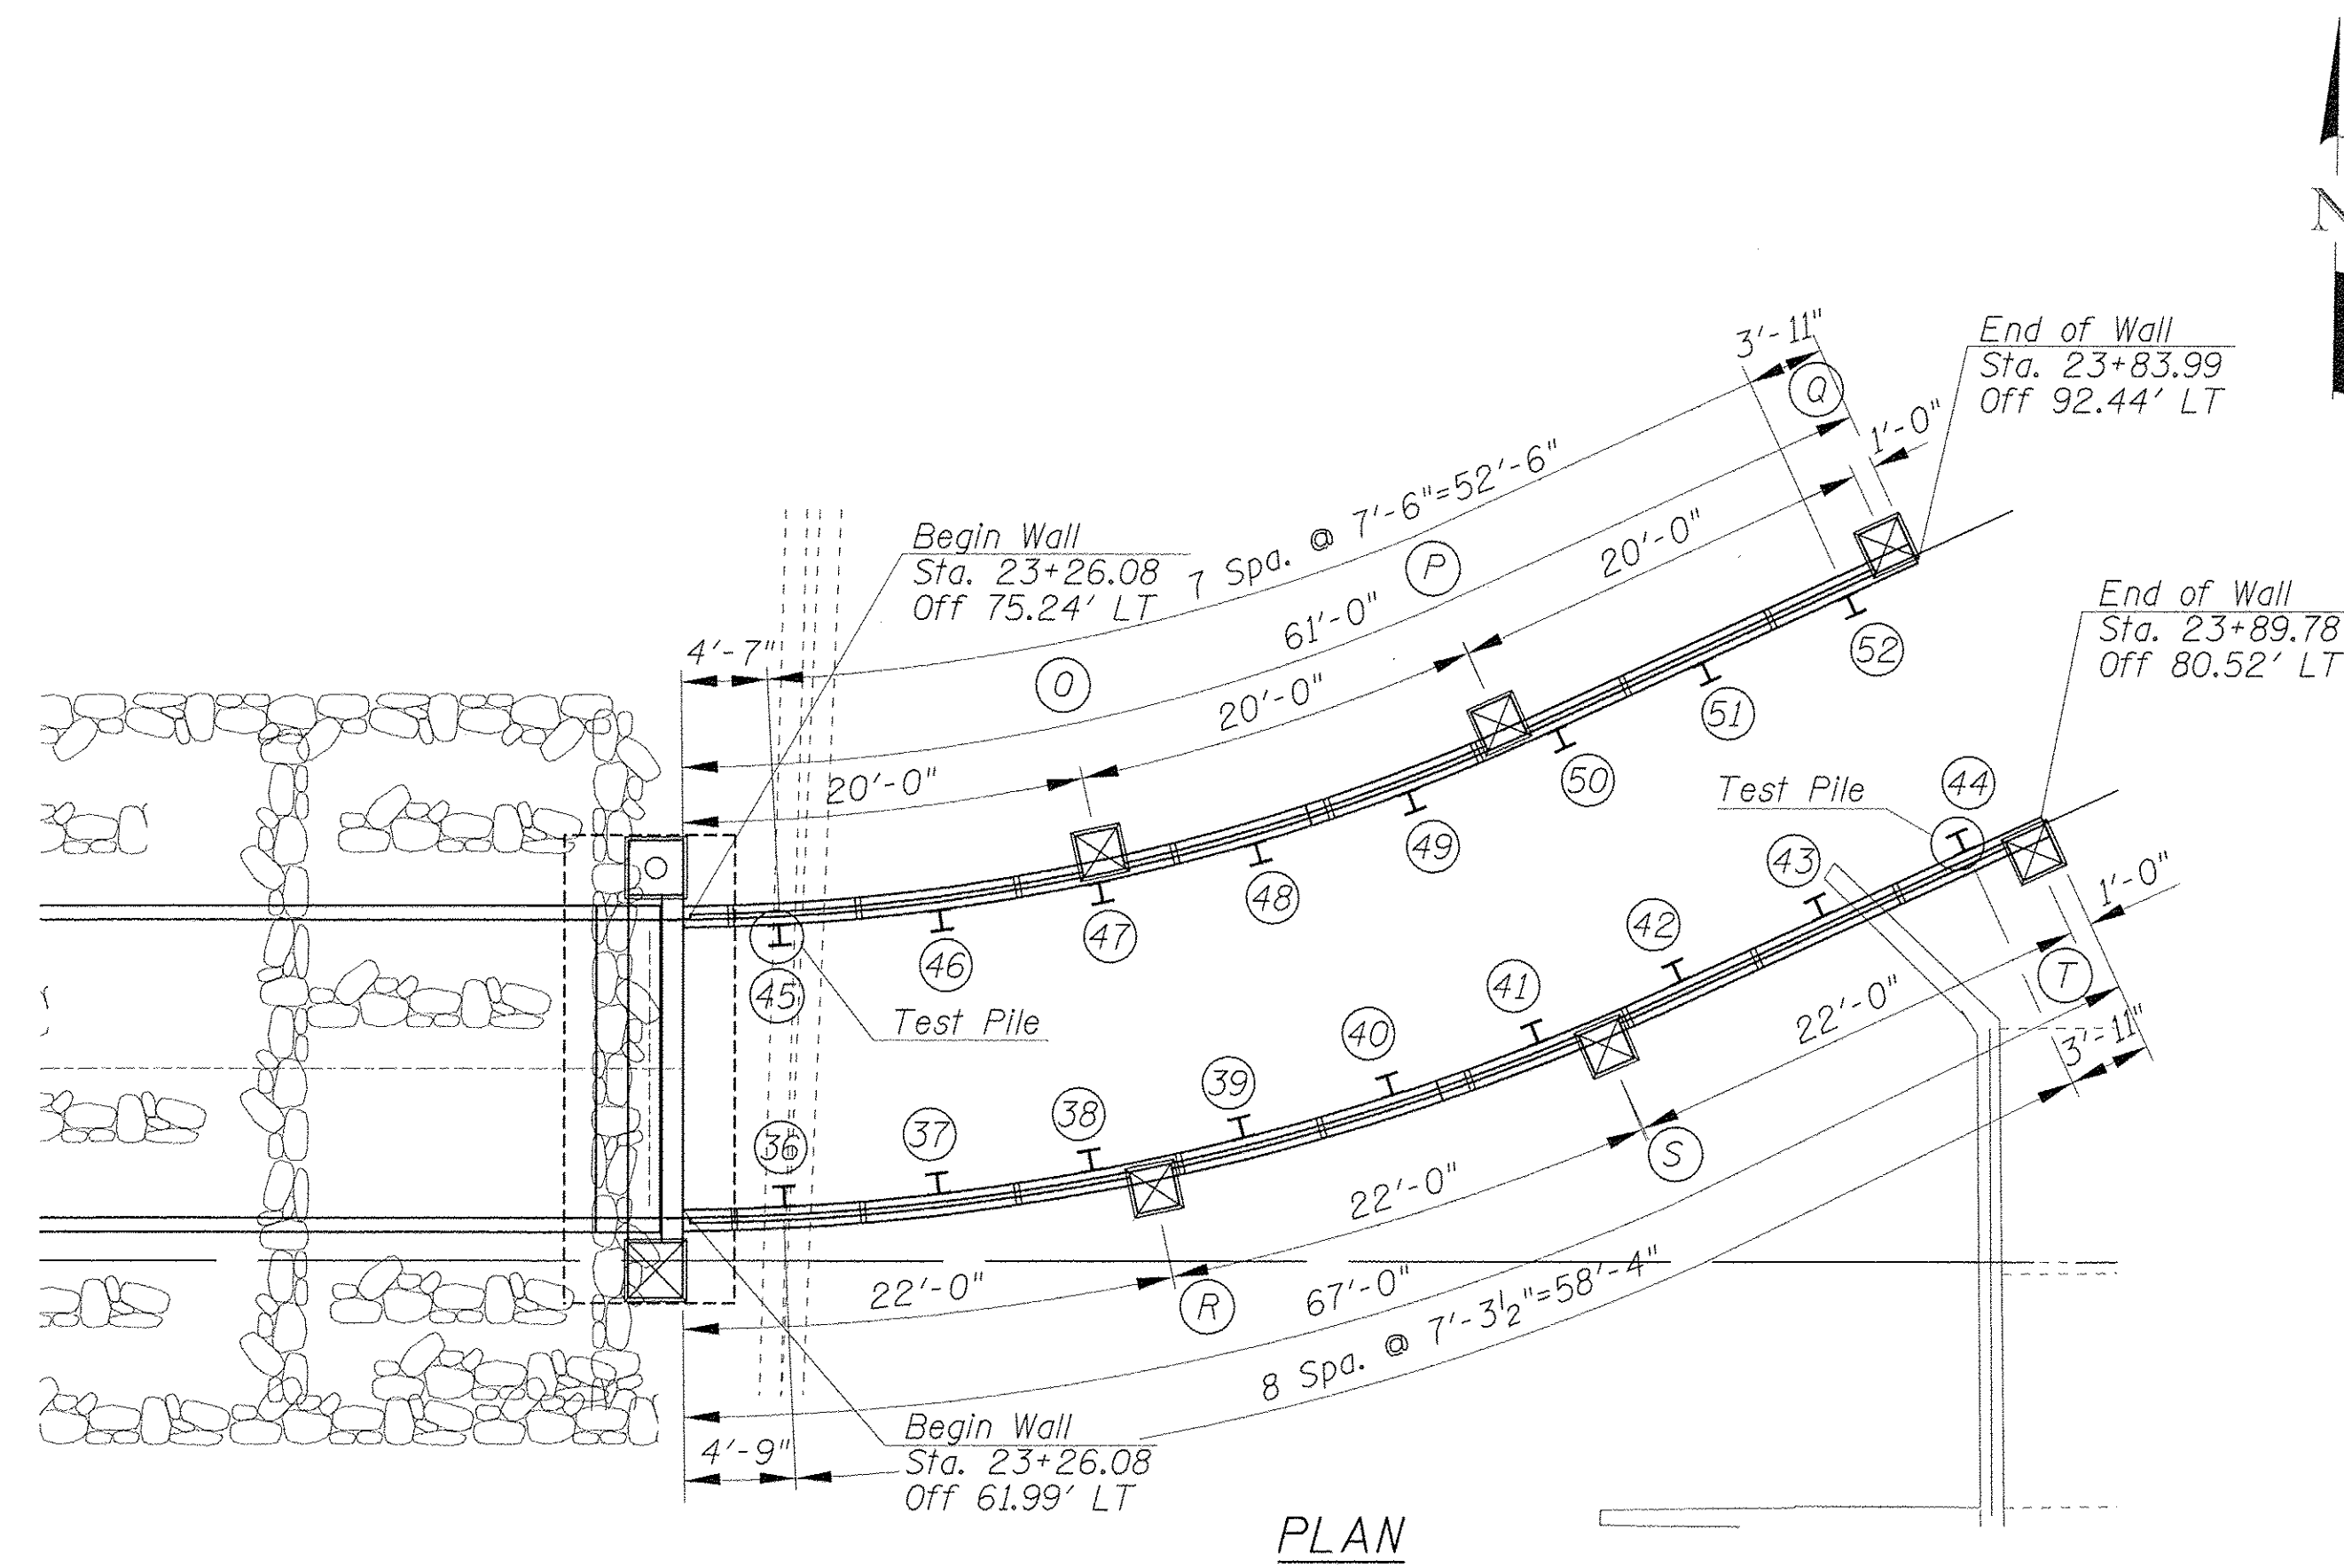 N
3'-11"
Q
End of Wall
Sta. 23+83.99
Off 92.44' LT
1'-0"
7 Spa. @ 7'-6"=52'-6"
Begin Wall
Sta. 23+26.08
Off 75.24' LT
P
20'-0"
61'-0"
O
4'-7"
20'-0"
20'-0"
End of Wall
Sta. 23+89.78
Off 80.52' LT
52
51
50
49
48
47
46
45
Test Pile
Test Pile
44
43
42
41
40
39
38
37
36
1'-0"
T
22'-0"
3'-11"
S
22'-0"
R
22'-0"
67'-0"
8 Spa. @ 7'-3½"=58'-4"
Begin Wall
Sta. 23+26.08
Off 61.99' LT
4'-9"
PLAN